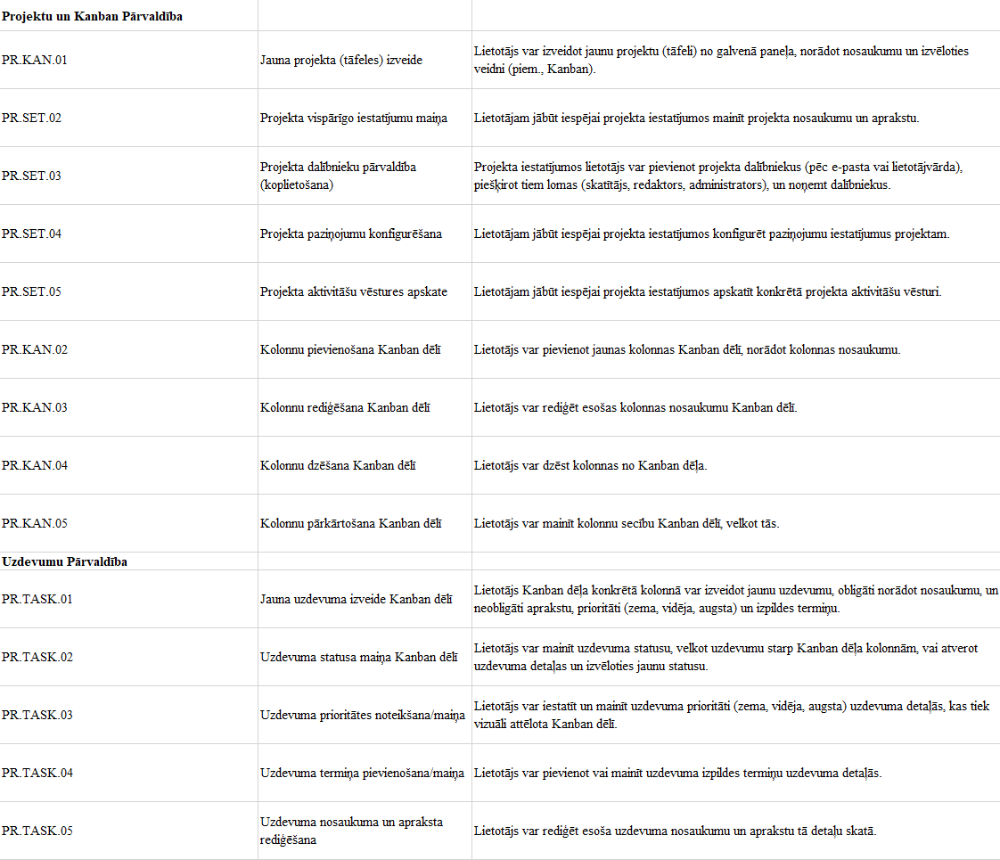 Projektu un Kanban Pārvaldība
PR.KAN.01
Jauna projekta (tāfeles) izveide
Lietotājs var izveidot jaunu projektu (tāfeli) no galvenā paneļa, norādot nosaukumu un izvēloties
veidni (piem., Kanban).
PR.SET.02
Projekta vispārīgo iestatījumu maiņa
Lietotājam jābūt iespējai projekta iestatījumos mainīt projekta nosaukumu un aprakstu.
PR.SET.03
Projekta dalībnieku pārvaldība
(koplietošana)
Projekta iestatījumos lietotājs var pievienot projekta dalībniekus (pēc e-pasta vai lietotājvārda),
piešķirot tiem lomas (skatītājs, redaktors, administrators), un noņemt dalībniekus.
PR.SET.04
Projekta paziņojumu konfigurēšana
Lietotājam jābūt iespējai projekta iestatījumos konfigurēt paziņojumu iestatījumus projektam.
PR.SET.05
Projekta aktivitāšu vēstures apskate
Lietotājam jābūt iespējai projekta iestatījumos apskatīt konkrētā projekta aktivitāšu vēsturi.
PR.KAN.02
Kolonnu pievienošana Kanban dēlī
Lietotājs var pievienot jaunas kolonnas Kanban dēlī, norādot kolonnas nosaukumu.
PR.KAN.03
Kolonnu rediģēšana Kanban dēlī
Lietotājs var rediģēt esošas kolonnas nosaukumu Kanban dēlī.
PR.KAN.04
Kolonnu dzēšana Kanban dēlī
Lietotājs var dzēst kolonnas no Kanban dēļa.
PR.KAN.05
Kolonnu pārkārtošana Kanban dēlī
Lietotājs var mainīt kolonnu secību Kanban dēlī, velkot tās.
Uzdevumu Pārvaldība
PR.TASK.01
Jauna uzdevuma izveide Kanban dēlī
Lietotājs Kanban dēļa konkrētā kolonnā var izveidot jaunu uzdevumu, obligāti norādot nosaukumu, un
neobligāti aprakstu, prioritāti (zema, vidēja, augsta) un izpildes termiņu.
PR.TASK.02
Uzdevuma statusa maiņa Kanban dēlī
Lietotājs var mainīt uzdevuma statusu, velkot uzdevumu starp Kanban dēļa kolonnām, vai atverot
uzdevuma detaļas un izvēloties jaunu statusu.
PR.TASK.03
Uzdevuma prioritātes noteikšana/maiņa
Lietotājs var iestatīt un mainīt uzdevuma prioritāti (zema, vidēja, augsta) uzdevuma detaļās, kas tiek
vizuāli attēlota Kanban dēlī.
PR.TASK.04
Uzdevuma termiņa pievienošana/maiņa
Lietotājs var pievienot vai mainīt uzdevuma izpildes termiņu uzdevuma detaļās.
PR.TASK.05
Uzdevuma nosaukuma un apraksta
rediģēšana
Lietotājs var rediģēt esoša uzdevuma nosaukumu un aprakstu tā detaļu skatā.